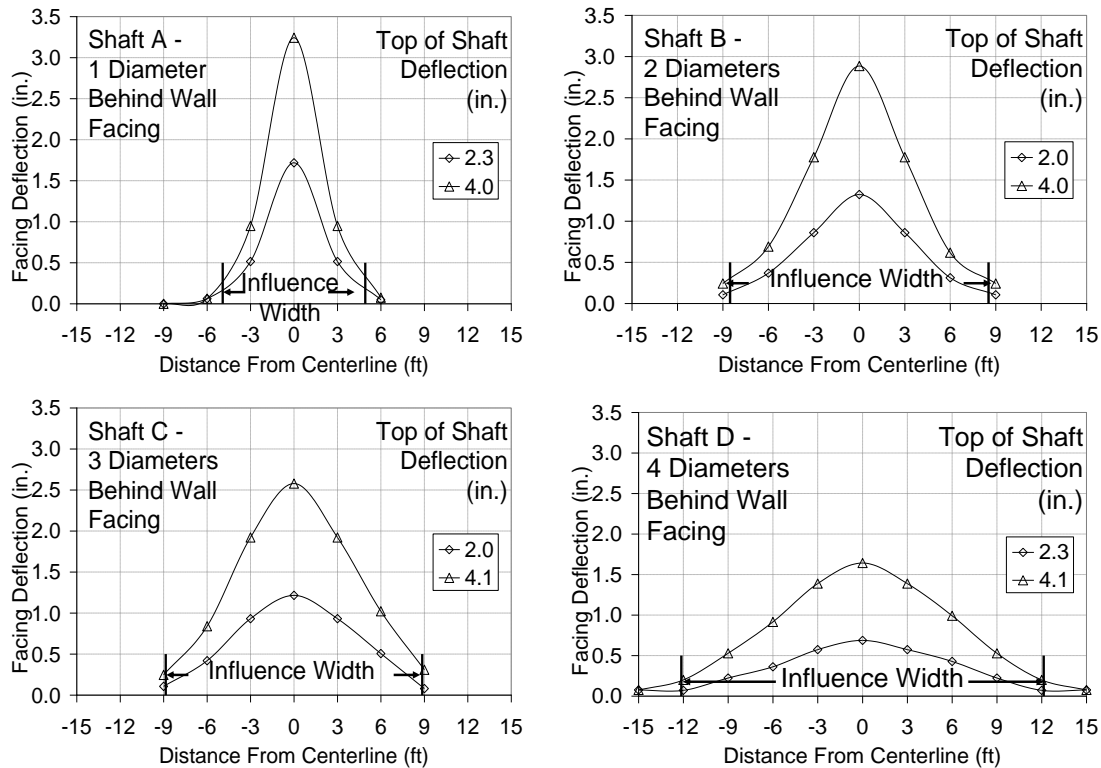 Shaft A -
1 Diameter
Behind Wall
Facing
Top of Shaft
Deflection
(in.)
2.3
4.0
Influence
Width
Facing Deflection (in.)
3.5
3.0
2.5
2.0
1.5
1.0
0.5
0.0
-15 -12 -9 -6 -3 0 3 6 9 12 15
Distance From Centerline (ft)
Shaft B -
2 Diameters
Behind Wall
Facing
Top of Shaft
Deflection
(in.)
2.0
4.0
Influence Width
Facing Deflection (in.)
3.5
3.0
2.5
2.0
1.5
1.0
0.5
0.0
-15 -12 -9 -6 -3 0 3 6 9 12 15
Distance From Centerline (ft)
Shaft C -
3 Diameters
Behind Wall
Facing
Top of Shaft
Deflection
(in.)
2.0
4.1
Influence Width
Facing Deflection (in.)
3.5
3.0
2.5
2.0
1.5
1.0
0.5
0.0
-15 -12 -9 -6 -3 0 3 6 9 12 15
Distance From Centerline (ft)
Shaft D -
4 Diameters
Behind Wall
Facing
Top of Shaft
Deflection
(in.)
2.3
4.1
Influence Width
Facing Deflection (in.)
3.5
3.0
2.5
2.0
1.5
1.0
0.5
0.0
-15 -12 -9 -6 -3 0 3 6 9 12 15
Distance From Centerline (ft)